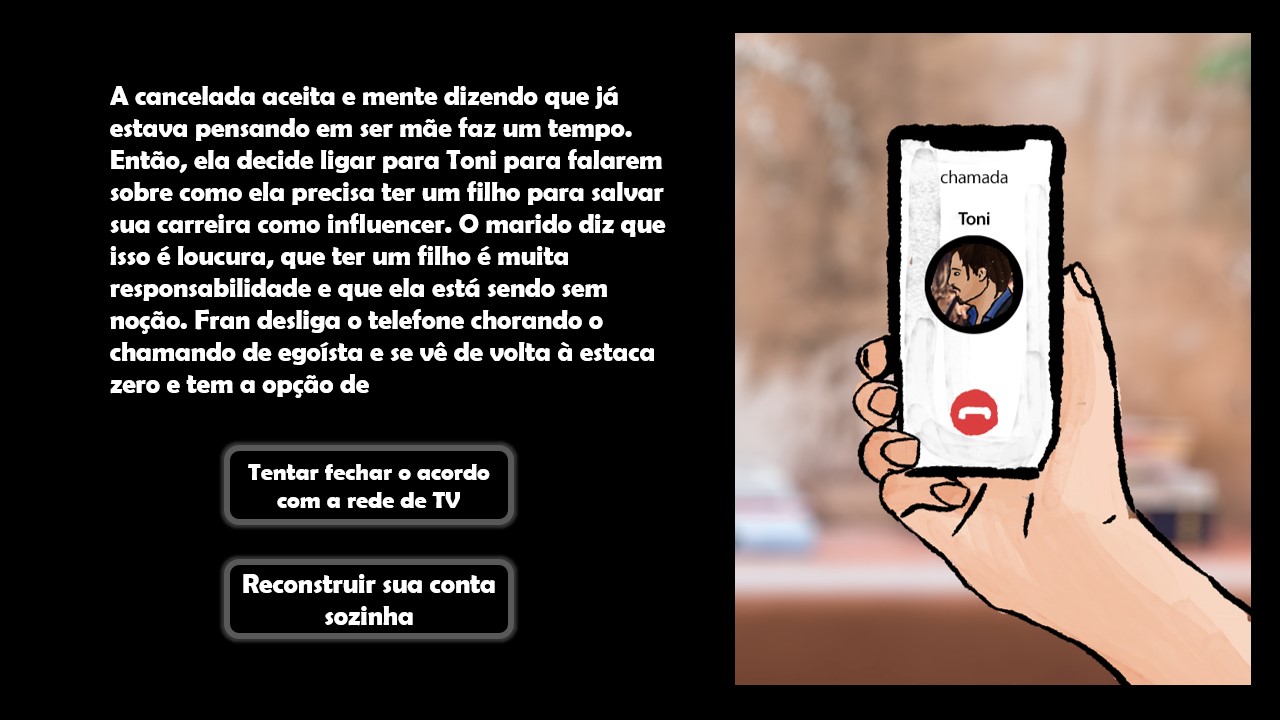 A cancelada aceita e mente dizendo que já
estava pensando em ser mãe faz um tempo.
Então, ela decide ligar para Toni para falarem
sobre como ela precisa ter um filho para salvar
sua carreira como influencer. O marido diz que
isso é loucura, que ter um filho é muita
responsabilidade e que ela está sendo sem
noção. Fran desliga o telefone chorando o
chamando de egoísta e se vê de volta à estaca
zero e tem a opção de
Tentar fechar o acordo
com a rede de TV
Reconstruir sua conta
sozinha
chamada
Toni